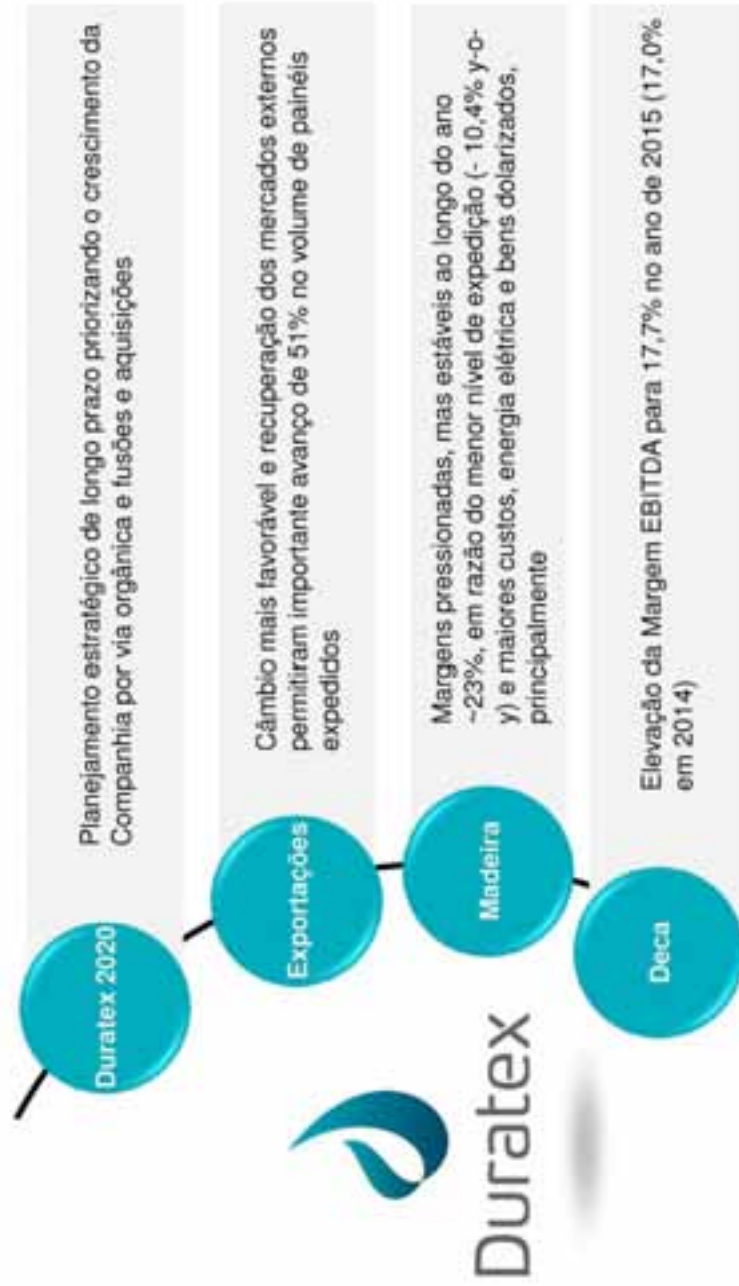 Duratex 2020
Planejamento estratégico de longo prazo priorizando o crescimento da
Companhia por via orgânica e fusões e aquisições
Exportações
Câmbio mais favorável e recuperação dos mercados externos
permitiram importante avanço de 51% no volume de painéis
expedidos
Duratex
Madeira
Margens pressionadas, mas estáveis ao longo do ano
~23%, em razão do menor nível de expedição (- 10,4% y-o-
y) e maiores custos, energia elétrica e bens dolarizados,
principalmente
Deca
Elevação da Margem EBITDA para 17,7% no ano de 2015 (17,0%
em 2014)